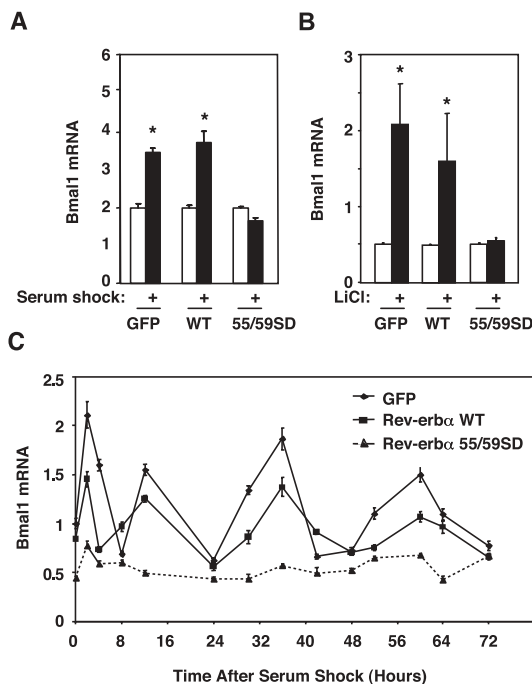 A
6
5
4
3
2
1
0
Bmal1 mRNA
*
*
Serum shock: + + +
GFP WT 55/59SD
B
3
2
1
0
Bmal1 mRNA
*
*
LiCl: + + +
GFP WT 55/59SD
C
2.5
2
1.5
1
0.5
0
Bmal1 mRNA
GFP
Rev-erbα WT
Rev-erbα 55/59SD
0 8 16 24 32 40 48 56 64 72
Time After Serum Shock (Hours)